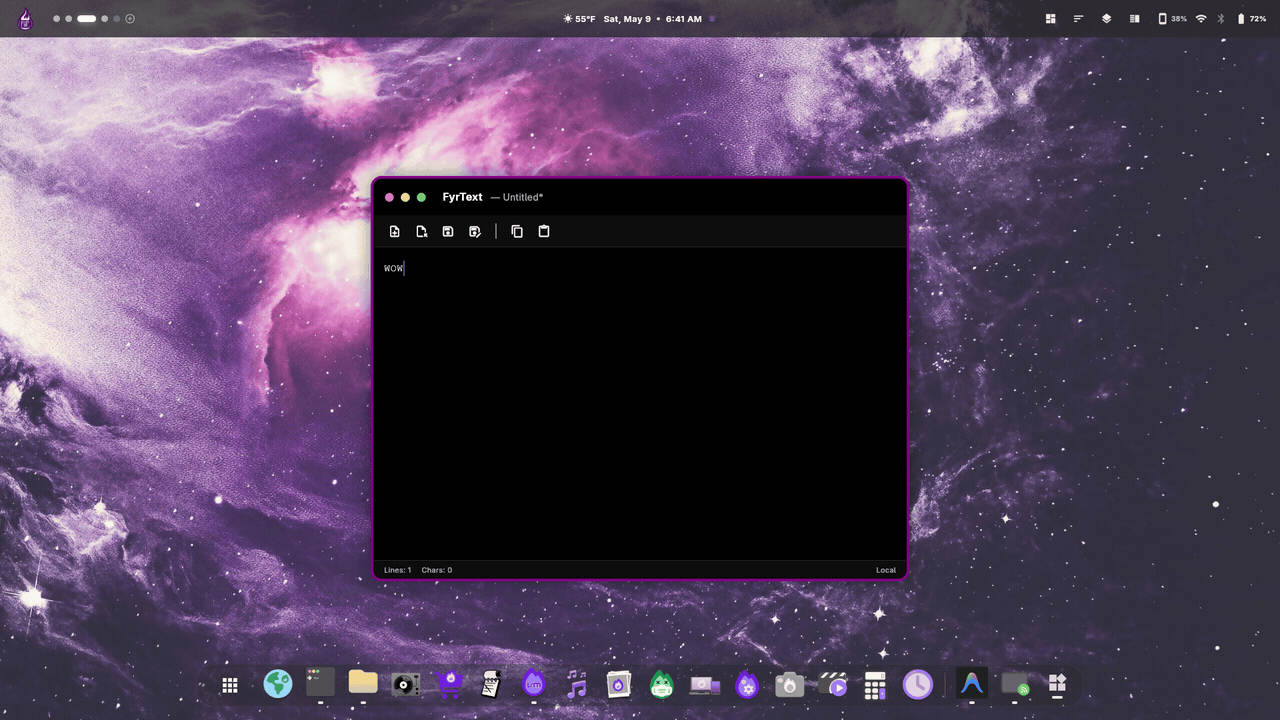 55°F Sat, May 9 • 6:41 AM
38%
72%
FyrText — Untitled*
WOW
Lines: 1 Chars: 0
Local